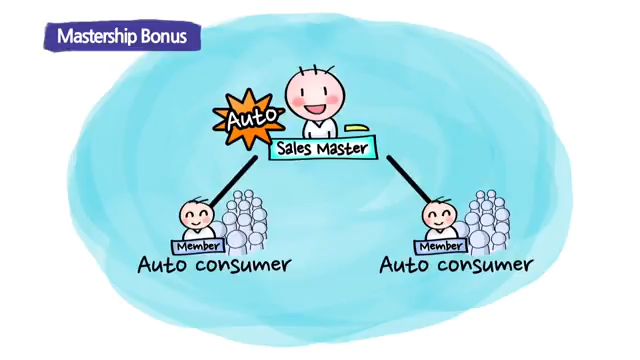 Mastership Bonus
Auto
Sales Master
Member
Member
Auto consumer
Auto consumer